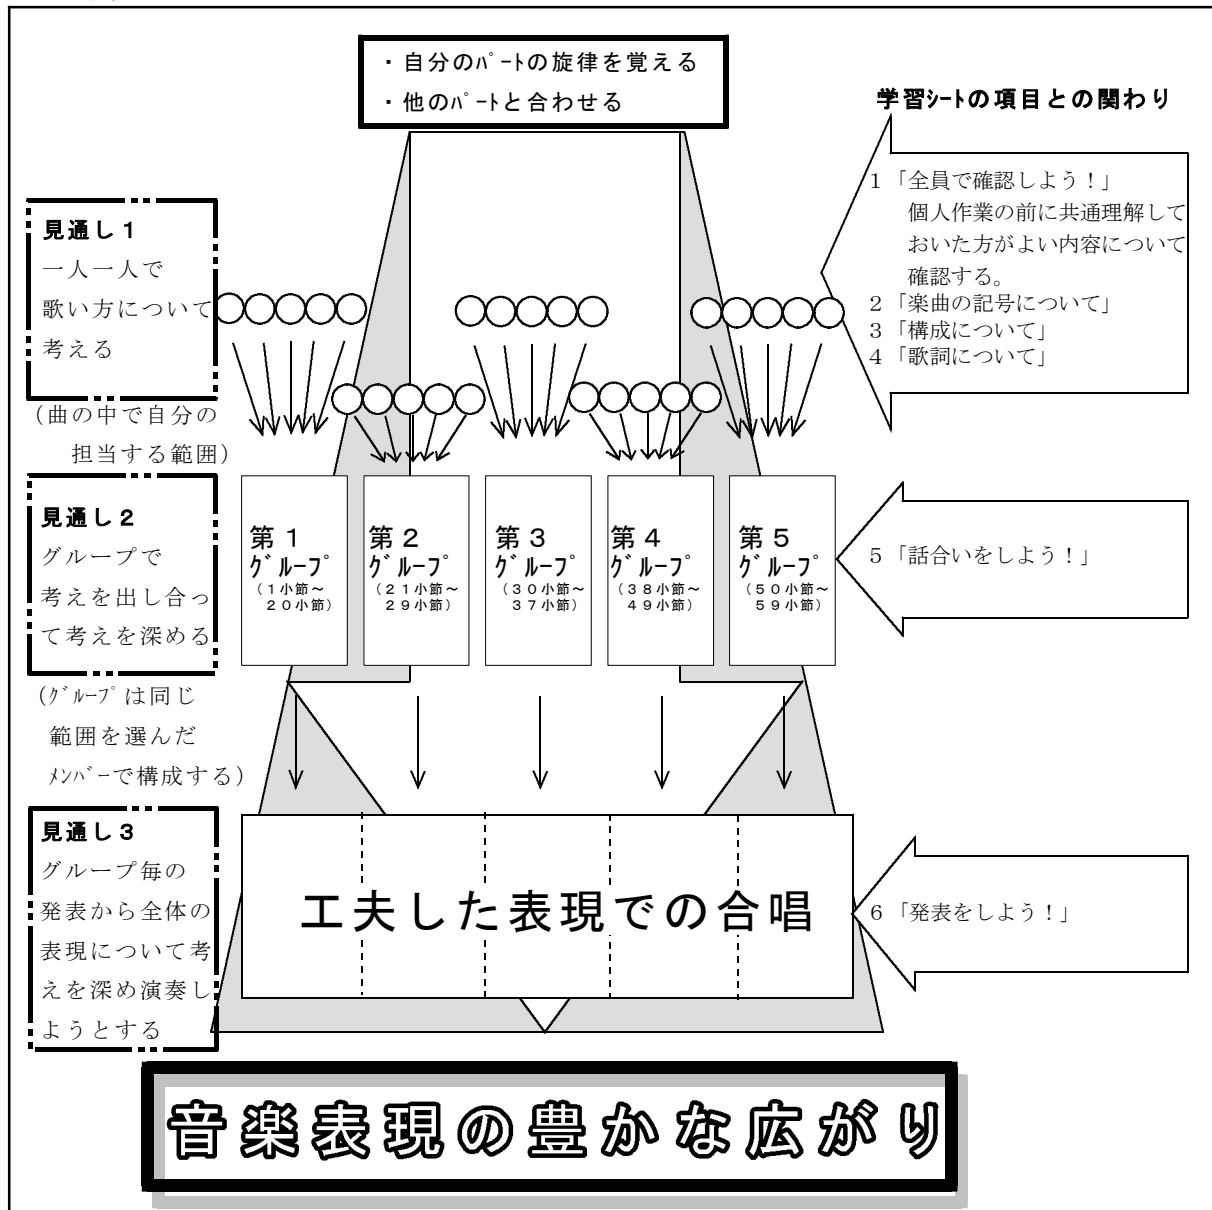 ・自分のﾊﾟｰﾄの旋律を覚える
・他のﾊﾟｰﾄと合わせる
学習ｼｰﾄの項目との関わり
1「全員で確認しよう！」
個人作業の前に共通理解して
おいた方がよい内容について
確認する。
2「楽曲の記号について」
3「構成について」
4「歌詞について」
見通し1
一人一人で
歌い方について
考える
(曲の中で自分の
担当する範囲)
見通し2
グループで
考えを出し合っ
て考えを深める
(ｸﾞﾙｰﾌﾟは同じ
範囲を選んだ
ﾒﾝﾊﾞｰで構成する)
第1
ｸﾞﾙｰﾌﾟ
(1小節～
20小節)
第2
ｸﾞﾙｰﾌﾟ
(21小節～
29小節)
第3
ｸﾞﾙｰﾌﾟ
(30小節～
37小節)
第4
ｸﾞﾙｰﾌﾟ
(38小節～
49小節)
第5
ｸﾞﾙｰﾌﾟ
(50小節～
59小節)
5「話合いをしよう！」
見通し3
グループ毎の
発表から全体の
表現について考
えを深め演奏し
ようとする
工夫した表現での合唱
6「発表をしよう！」
音楽表現の豊かな広がり